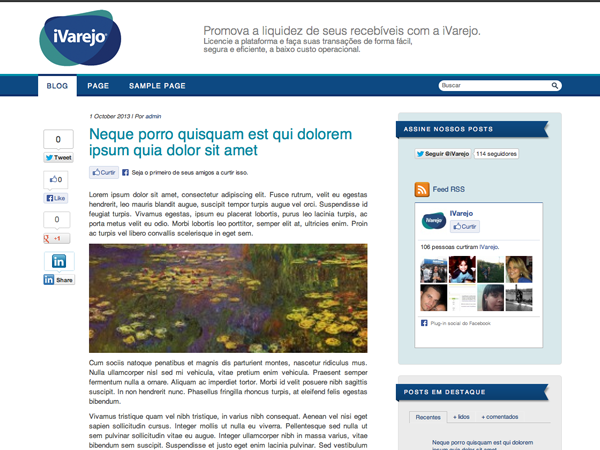 iVarejo
Promova a liquidez de seus recebíveis com a iVarejo.
Licencie a plataforma e faça suas transações de forma fácil,
segura e eficiente, a baixo custo operacional.
BLOG PAGE SAMPLE PAGE Buscar
1 October 2013 | Por admin
Neque porro quisquam est qui dolorem
ipsum quia dolor sit amet
Curtir Seja o primeiro de seus amigos a curtir isso.
0
Tweet
0
Like
0
+1
in
Share
Lorem ipsum dolor sit amet, consectetur adipiscing elit. Fusce rutrum, velit eu egestas
hendrerit, leo mauris blandit augue, suscipit tempor turpis augue vel orci. Suspendisse id
feugiat turpis. Vivamus egestas, ipsum eu placerat lobortis, purus leo lacinia turpis, ac
porta metus velit eu odio. Morbi lobortis leo porttitor, semper elit at, ultricies enim. Proin
ac turpis vel libero convallis scelerisque in eget sem.
Cum sociis natoque penatibus et magnis dis parturient montes, nascetur ridiculus mus.
Nulla ullamcorper nisl sed mi vehicula, vitae pretium enim vehicula. Praesent semper
fermentum nulla a ornare. Aliquam ac imperdiet tortor. Morbi id velit posuere nibh sagittis
suscipit. In non hendrerit nunc. Phasellus fringilla rhoncus turpis, at eleifend felis egestas
bibendum.
Vivamus tristique quam vel nibh tristique, in varius nibh consequat. Aenean vel nisi eget
sapien sollicitudin cursus. Integer mollis ut nulla eu viverra. Pellentesque sed nulla ut
sem pulvinar sollicitudin vitae eu augue. Integer ullamcorper nibh in massa varius, vitae
bibendum sem suscipit. Suspendisse et justo eget enim lacinia pulvinar. Sed vestibulum
ASSINE NOSSOS POSTS
Seguir @iVarejo 114 seguidores
Feed RSS
iVarejo
iVarejo
Curtir
106 pessoas curtiram iVarejo.
Plug-in social do Facebook
POSTS EM DESTAQUE
Recentes + lidos + comentados
Neque porro quisquam est qui dolorem
ipsum quia dolor sit amet